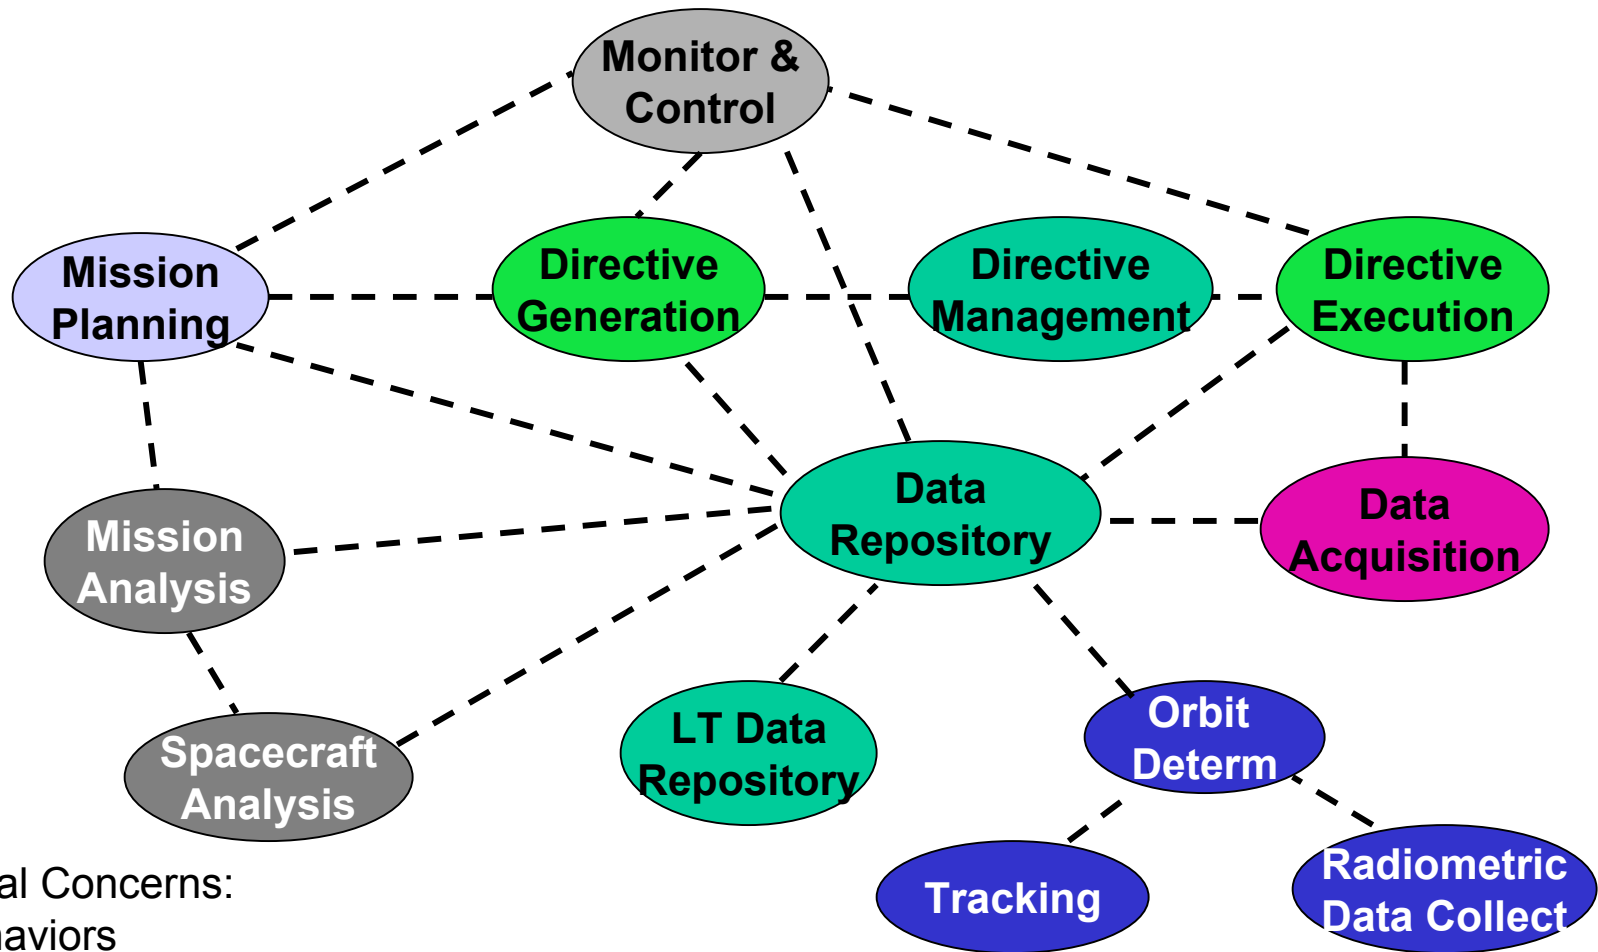 Monitor &
Control
Mission
Planning
Directive
Generation
Directive
Management
Directive
Execution
Data
Repository
Data
Acquisition
Mission
Analysis
Spacecraft
Analysis
LT Data
Repository
Orbit
Determ
Tracking
Radiometric
Data Collect
al Concerns:
haviors